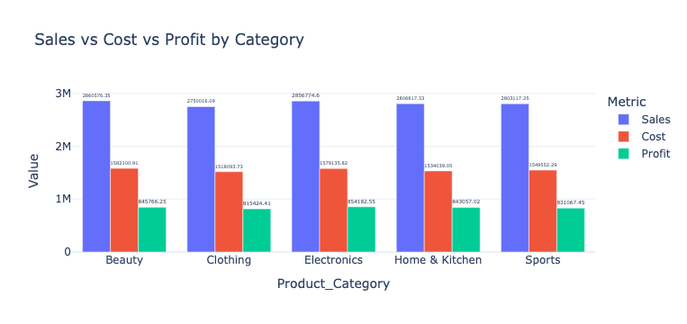 Sales vs Cost vs Profit by Category
Metric
Sales
Cost
Profit
Value
3M
2M
1M
0
2860576.35
1582100.91
845766.25
2750016.09
1518093.73
815424.41
2856774.6
1579135.82
854182.55
2806617.33
1534039.05
843057.02
2803117.25
1549552.29
831067.45
Beauty
Clothing
Electronics
Home & Kitchen
Sports
Product_Category